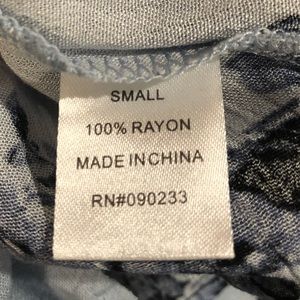 SMALL
100% RAYON
MADE IN CHINA
RN#090233